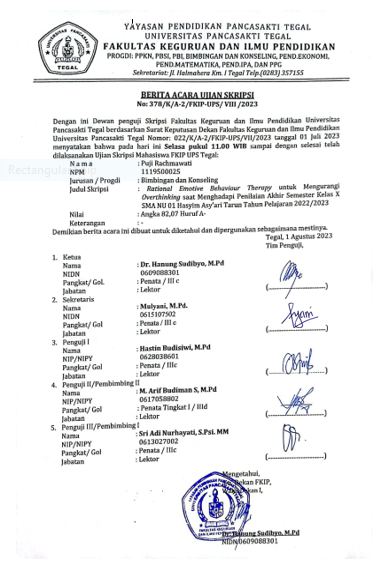 YAYASAN PENDIDIKAN PANCASAKTI TEGAL
UNIVERSITAS PANCASAKTI TEGAL
FAKULTAS KEGURUAN DAN ILMU PENDIDIKAN
PROGDI: PPKN, PBSI, PBI, BIMBINGAN DAN KONSELING, PEND.EKONOMI,
PEND.MATEMATIKA, PEND.IPA, DAN PPG
Sekretariat: Jl. Halmahera Km. I Tegal Telp.(0283) 357155
BERITA ACARA UJIAN SKRIPSI
No: 378/K/A-2/FKIP-UPS/ VIII /2023
Dengan ini Dewan penguji Skripsi Fakultas Keguruan dan Ilmu Pendidikan Universitas
Pancasakti Tegal berdasarkan Surat Keputusan Dekan Fakultas Keguruan dan Ilmu Pendidikan
Universitas Pancasakti Tegal Nomor: 022/K/A-2/FKIP-UPS/VII/2023 tanggal 01 Juli 2023
menyatakan bahwa pada hari ini Selasa pukul 11.00 WIB sampai dengan selesai telah
dilaksanakan Ujian Skripsi Mahasiswa FKIP UPS Tegal:
N a m a : Puji Rachmawati
NPM : 1119500025
Jurusan / Progdi : Bimbingan dan Konseling
Judul Skripsi : Rational Emotive Behaviour Therapy untuk Mengurangi
Overthinking saat Menghadapi Penilaian Akhir Semester Kelas X
SMA NU 01 Hasyim Asy'ari Tarun Tahun Pelajaran 2022/2023
Nilai : Angka 82,07 Huruf A-
Keterangan : -
Demikian berita acara ini dibuat untuk diketahui dan dipergunakan sebagaimana mestinya.
Tegal, 1 Agustus 2023
Tim Penguji,
1. Ketua
Nama : Dr. Hanung Sudibyo, M.Pd
NIDN : 0609088301
Pangkat/ Gol. : Penata / III c
Jabatan : Lektor
(....................)
2. Sekretaris
Nama : Mulyani, M.Pd.
NIDN : 0615107502
Pangkat/ Gol : Penata / III c
Jabatan : Lektor
(....................)
3. Penguji I
Nama : Hastin Budisiwi, M.Pd
NIP/NIPY : 0628038601
Pangkat/ Gol : Penata / IIIc
Jabatan : Lektor
(....................)
4. Penguji II/Pembimbing II
Nama : M. Arif Budiman S, M.Pd
NIP/NIPY : 0617058802
Pangkat/ Gol : Penata Tingkat I / IIId
Jabatan : Lektor
(....................)
5. Penguji III/Pembimbing I
Nama : Sri Adi Nurhayati, S.Psi. MM
NIP/NIPY : 0613027002
Pangkat/ Gol : Penata / IIIc
Jabatan : Lektor
(....................)
Mengetahui,
Dekan FKIP,
Dr. Hanung Sudibyo, M.Pd
NIDN 0609088301